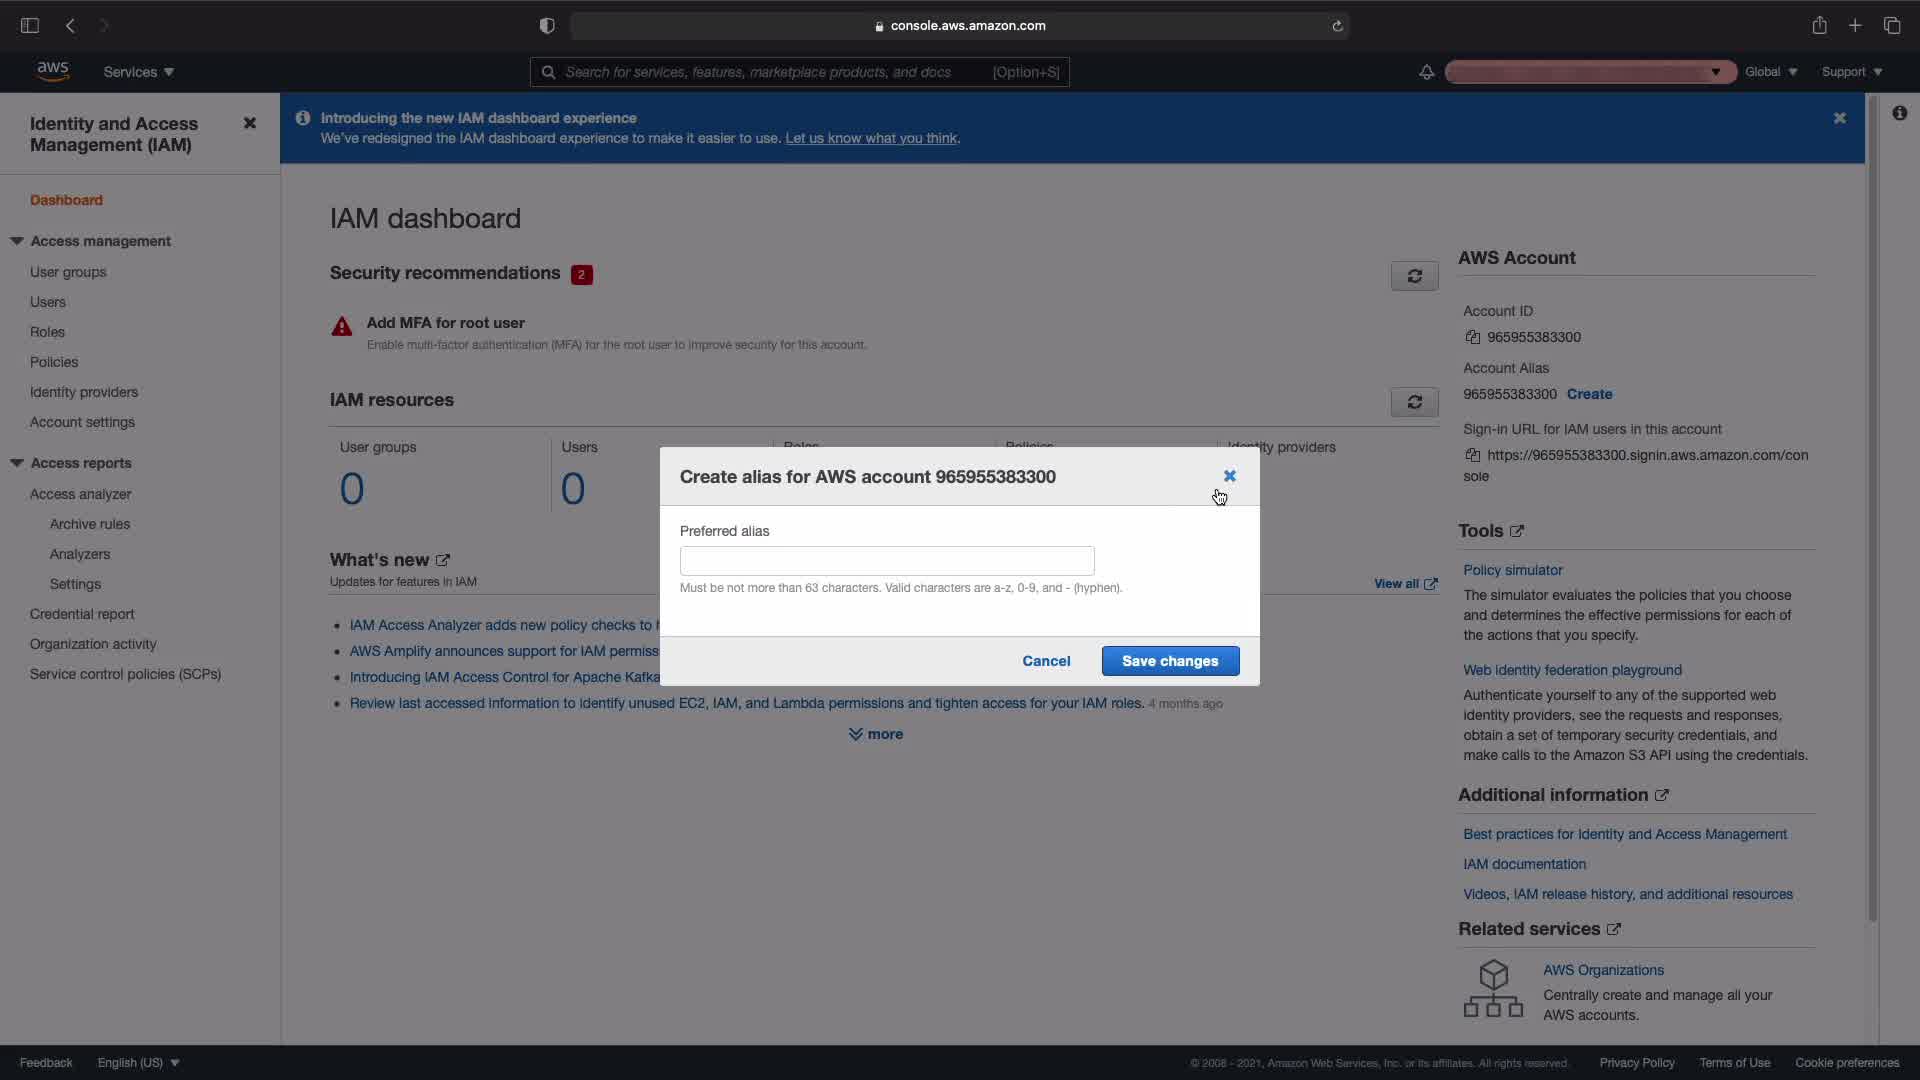 console.aws.amazon.com
aws
Services
Search for services, features, marketplace products, and docs
[Option+S]
Global
Support
Identity and Access
Management (IAM)
Introducing the new IAM dashboard experience
We've redesigned the IAM dashboard experience to make it easier to use. Let us know what you think.
Dashboard
Access management
User groups
Users
Roles
Policies
Identity providers
Account settings
Access reports
Access analyzer
Archive rules
Analyzers
Settings
Credential report
Organization activity
Service control policies (SCPs)
IAM dashboard
Security recommendations 2
Add MFA for root user
Enable multi-factor authentication (MFA) for the root user to improve security for this account.
IAM resources
User groups
0
Users
0
Roles
Policies
Identity providers
Create alias for AWS account 965955383300
Preferred alias
Must be not more than 63 characters. Valid characters are a-z, 0-9, and - (hyphen).
Cancel
Save changes
What's new
Updates for features in IAM
View all
IAM Access Analyzer adds new policy checks to
AWS Amplify announces support for IAM permiss
Introducing IAM Access Control for Apache Kafka
Review last accessed information to identify unused EC2, IAM, and Lambda permissions and tighten access for your IAM roles. 4 months ago
more
AWS Account
Account ID
965955383300
Account Alias
965955383300 Create
Sign-in URL for IAM users in this account
https://965955383300.signin.aws.amazon.com/con
sole
Tools
Policy simulator
The simulator evaluates the policies that you choose
and determines the effective permissions for each of
the actions that you specify.
Web identity federation playground
Authenticate yourself to any of the supported web
identity providers, see the requests and responses,
obtain a set of temporary security credentials, and
make calls to the Amazon S3 API using the credentials.
Additional information
Best practices for Identity and Access Management
IAM documentation
Videos, IAM release history, and additional resources
Related services
AWS Organizations
Centrally create and manage all your
AWS accounts.
Feedback
English (US)
© 2008 - 2021, Amazon Web Services, Inc. or its affiliates. All rights reserved.
Privacy Policy
Terms of Use
Cookie preferences